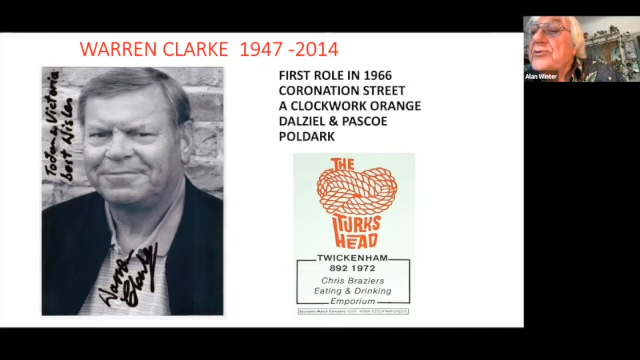 WARREN CLARKE 1947 -2014
To James Victoria
best Wishes
Warren
Clarke
FIRST ROLE IN 1966
CORONATION STREET
A CLOCKWORK ORANGE
DALZIEL & PASCOE
POLDARK
THE
TURKS
HEAD
TWICKENHAM
892 1972
Chris Braziers
Eating & Drinking
Emporium
Alan Winter